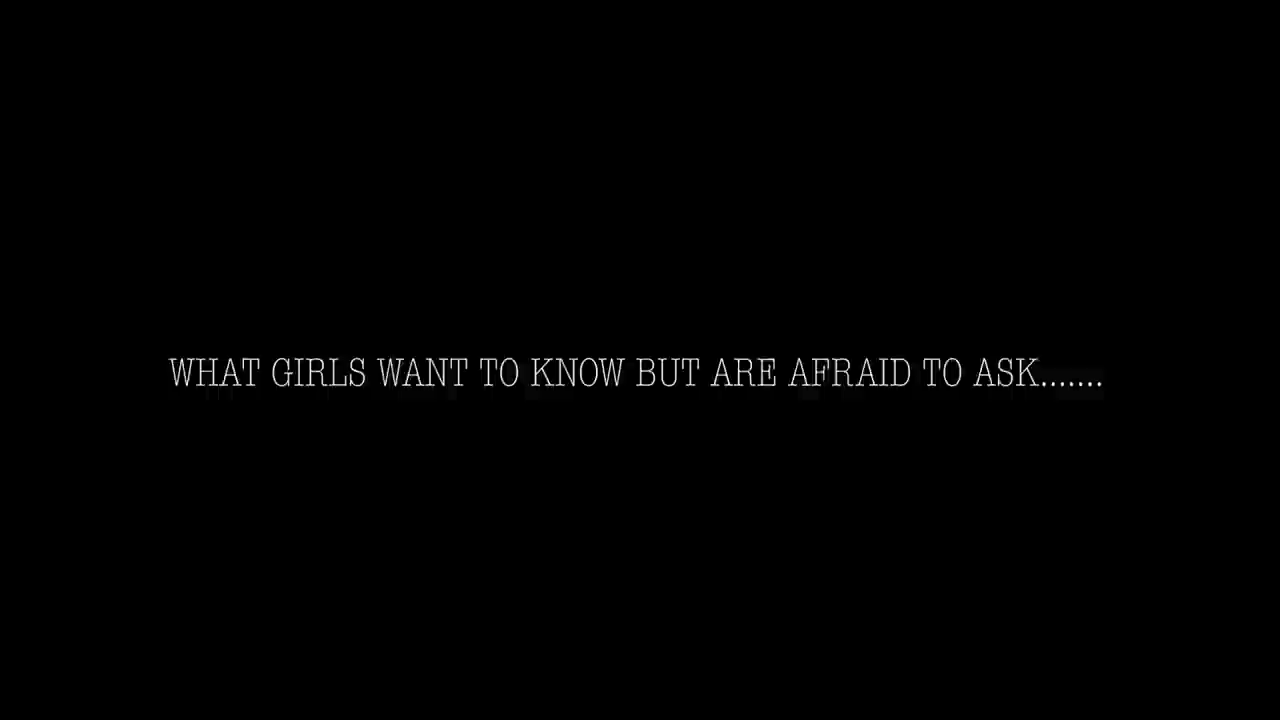 WHAT GIRLS WANT TO KNOW BUT ARE AFRAID TO ASK.......